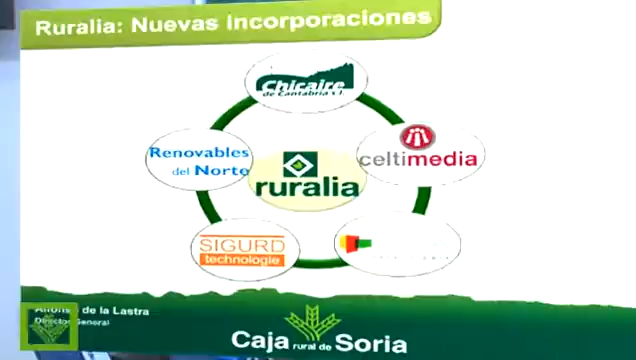 Ruralia: Nuevas incorporaciones
Chicaire
de Cantabria s.l.
Renovables
del Norte
celtimedia
ruralia
SIGURD
technologie
Alfonso de la Lastra
Director General
Caja rural de Soria